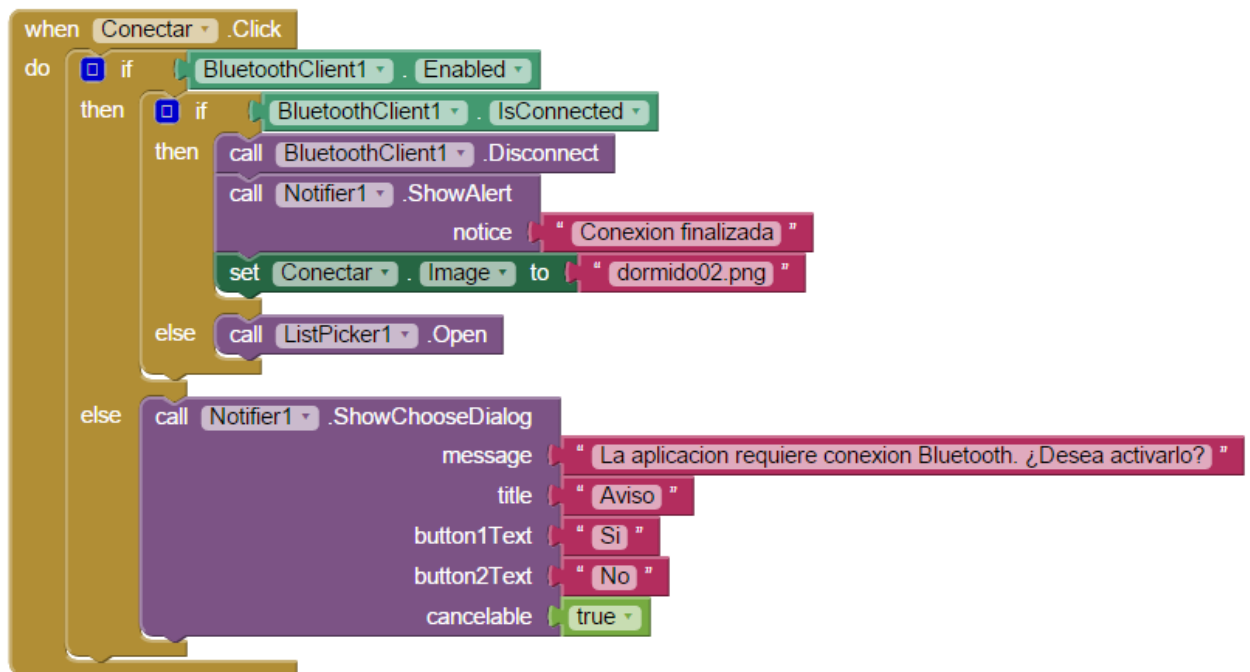 when Conectar .Click
do if BluetoothClient1 . Enabled
then if BluetoothClient1 . IsConnected
then call BluetoothClient1 .Disconnect
call Notifier1 .ShowAlert
notice " Conexion finalizada "
set Conectar . Image to " dormido02.png "
else call ListPicker1 .Open
else call Notifier1 .ShowChooseDialog
message " La aplicacion requiere conexion Bluetooth. ¿Desea activarlo? "
title " Aviso "
button1Text " Si "
button2Text " No "
cancelable true